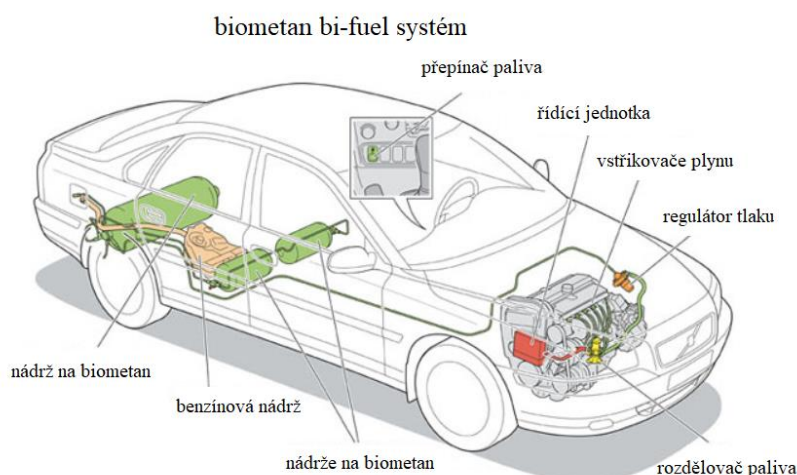 biometan bi-fuel systém
přepínač paliva
řídící jednotka
vstřikovače plynu
regulátor tlaku
nádrž na biometan
benzínová nádrž
nádrže na biometan
rozdělovač paliva